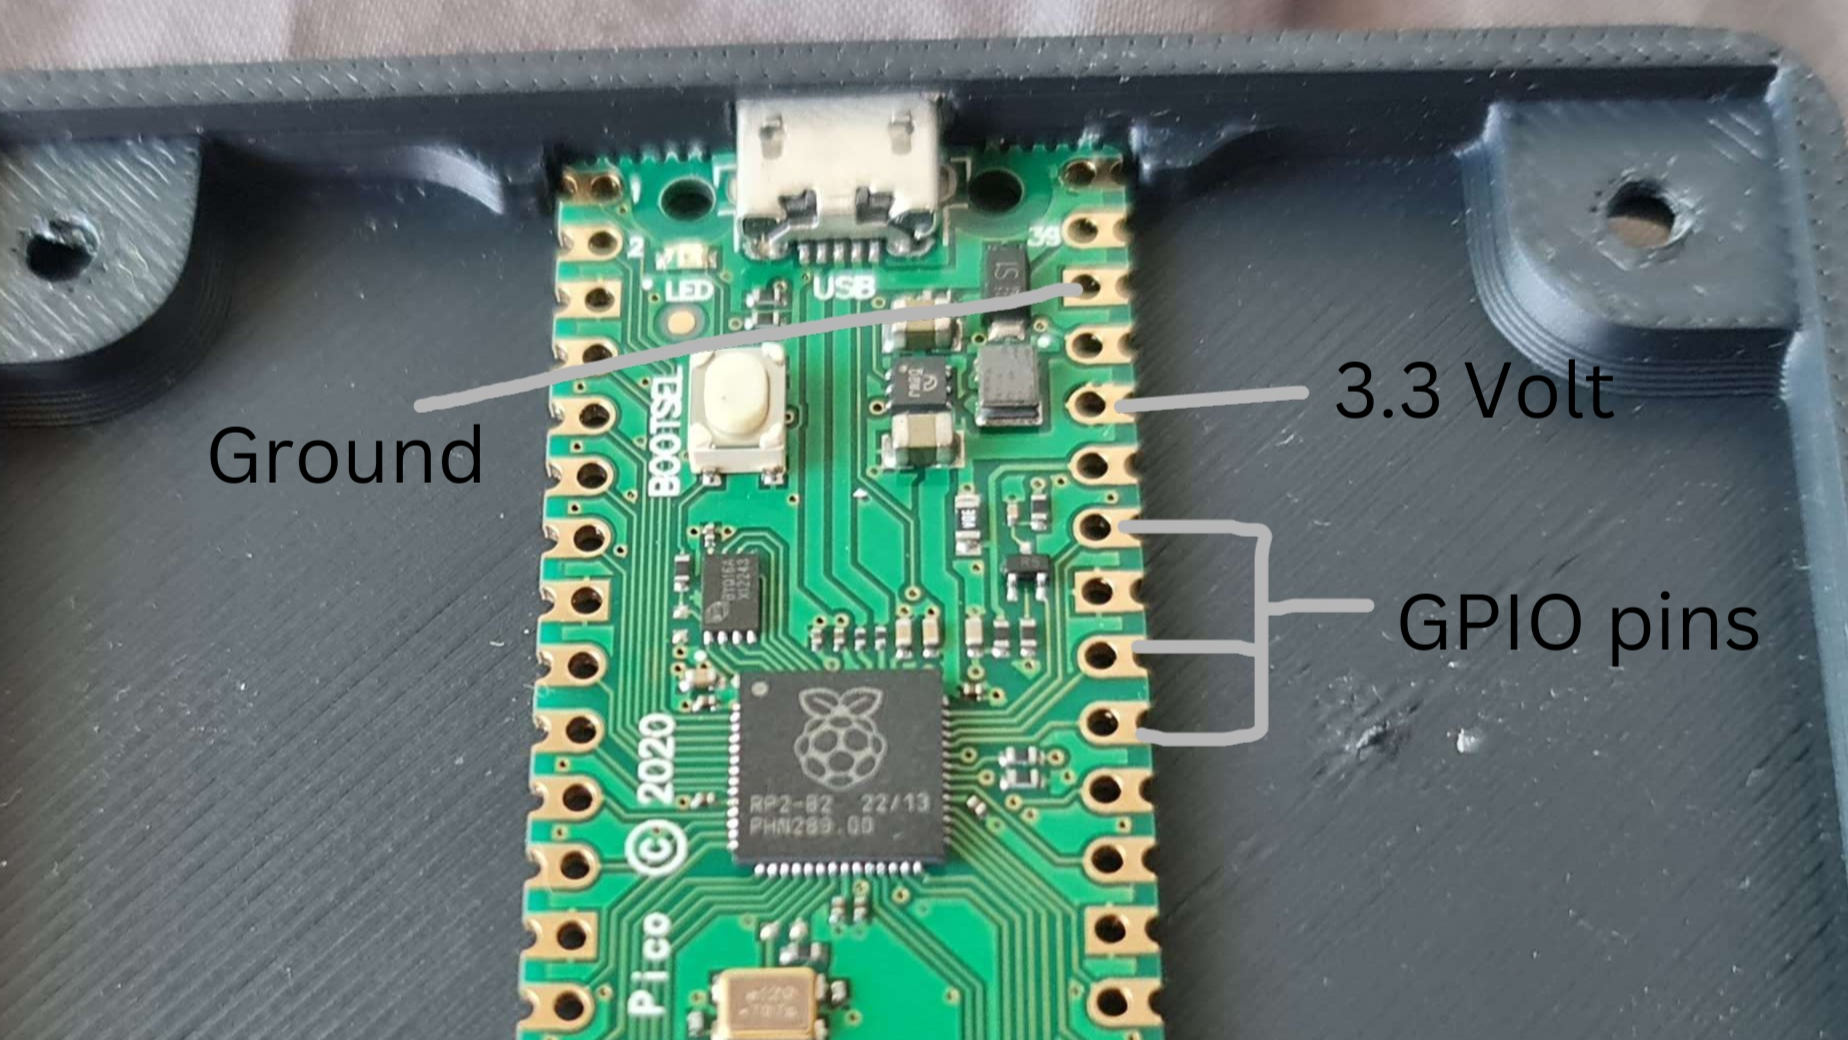 1
2
39
LED
USB
BOOTSEL
3.3 Volt
Ground
GPIO pins
RP2-B2 22/13
PHN289.00
Pico © 2020